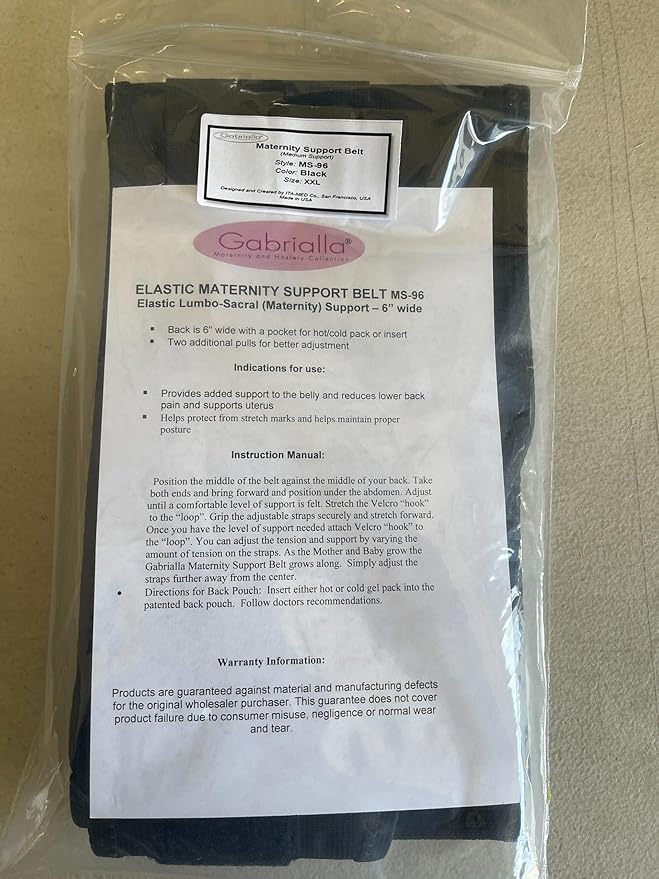 Gabrialla®
Maternity Support Belt
(Medium Support)
Style: MS-96
Color: Black
Size: XXL
Designed and Created by ITA-MED Co., San Francisco, USA
Made in USA
Gabrialla®
Maternity and Hosiery Collection
ELASTIC MATERNITY SUPPORT BELT MS-96
Elastic Lumbo-Sacral (Maternity) Support – 6" wide
▪ Back is 6" wide with a pocket for hot/cold pack or insert
▪ Two additional pulls for better adjustment
Indications for use:
▪ Provides added support to the belly and reduces lower back
pain and supports uterus
▪ Helps protect from stretch marks and helps maintain proper
posture
Instruction Manual:
Position the middle of the belt against the middle of your back. Take
both ends and bring forward and position under the abdomen. Adjust
until a comfortable level of support is felt. Stretch the Velcro “hook”
to the “loop”. Grip the adjustable straps securely and stretch forward.
Once you have the level of support needed attach Velcro “hook” to
the “loop”. You can adjust the tension and support by varying the
amount of tension on the straps. As the Mother and Baby grow the
Gabrialla Maternity Support Belt grows along. Simply adjust the
straps further away from the center.
• Directions for Back Pouch: Insert either hot or cold gel pack into the
patented back pouch. Follow doctors recommendations.
Warranty Information:
Products are guaranteed against material and manufacturing defects
for the original wholesaler purchaser. This guarantee does not cover
product failure due to consumer misuse, negligence or normal wear
and tear.